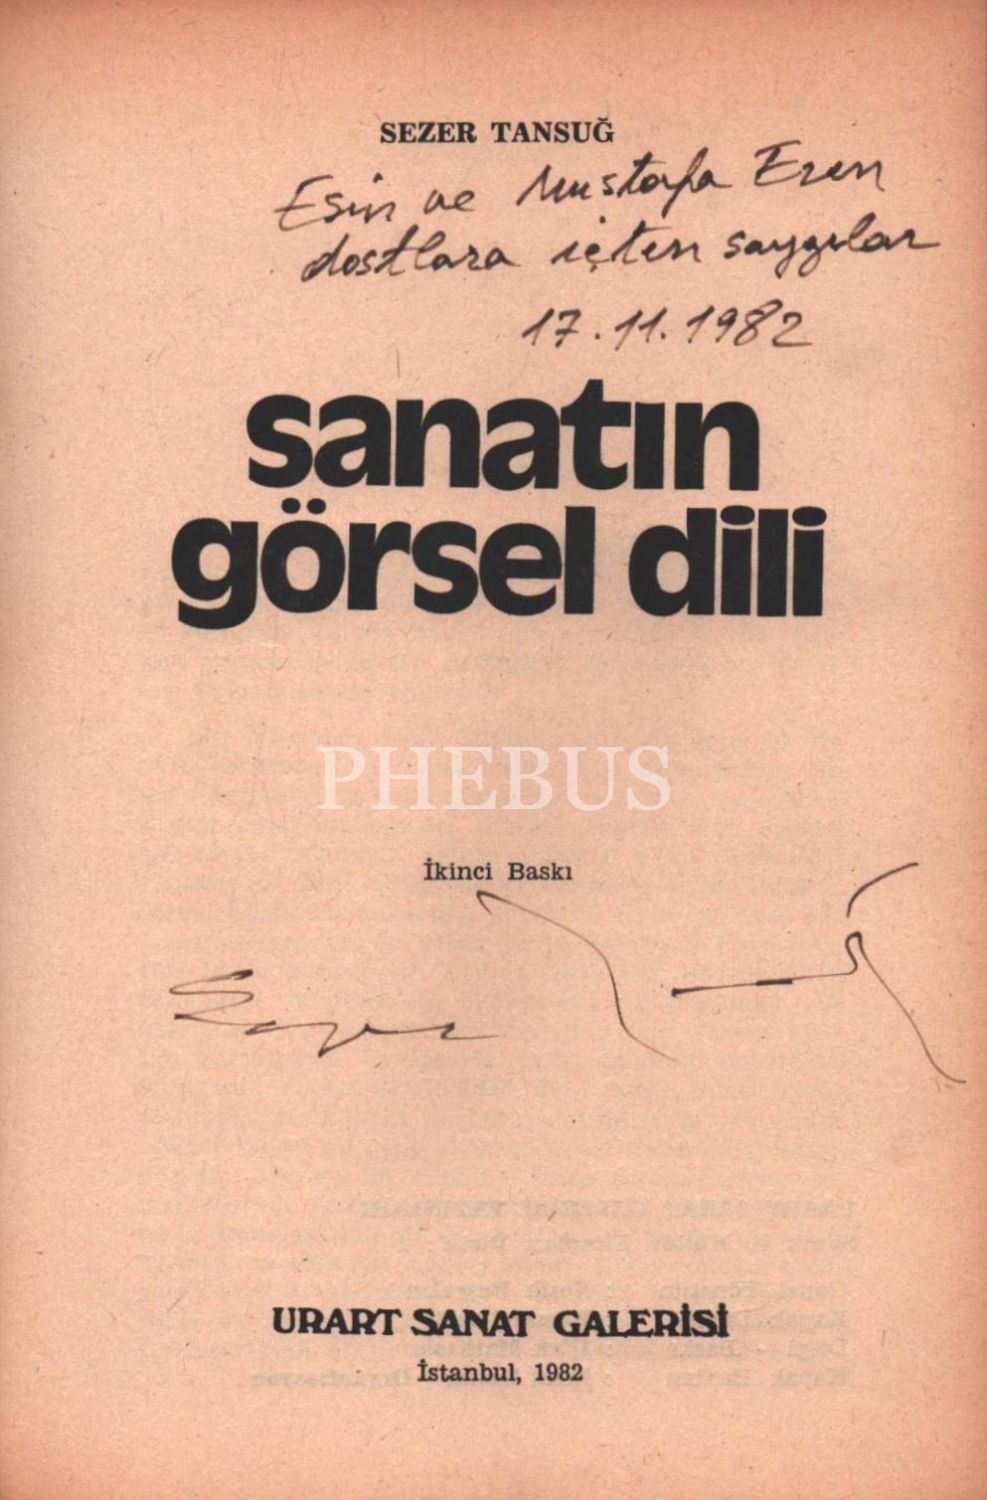 SEZER TANSUĞ
Esin ve Mustafa Eren
dostlara içten saygılar
17.11.1982
sanatın
görsel dili
PHEBUS
İkinci Baskı
URART SANAT GALERİSİ
İstanbul, 1982